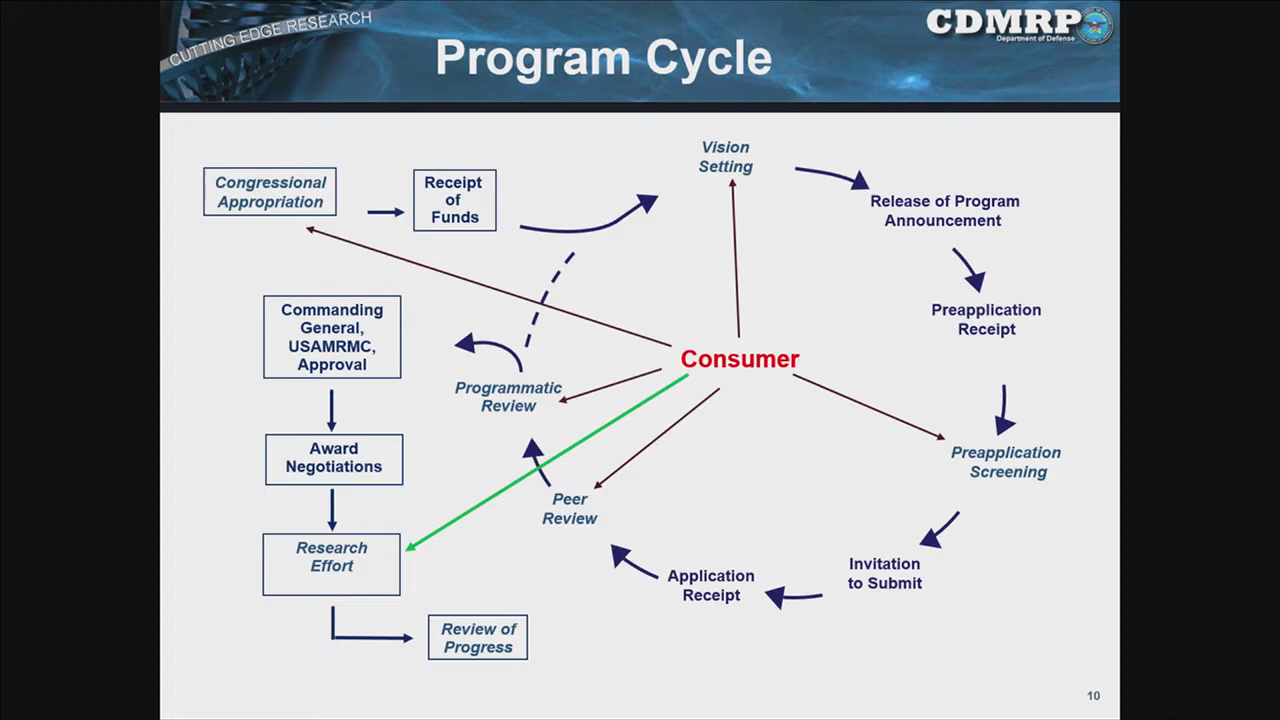 CUTTING EDGE RESEARCH
CDMRP
Department of Defense
Program Cycle
Congressional
Appropriation
Receipt
of
Funds
Vision
Setting
Release of Program
Announcement
Preapplication
Receipt
Preapplication
Screening
Invitation
to Submit
Application
Receipt
Peer
Review
Programmatic
Review
Consumer
Commanding
General,
USAMRMC,
Approval
Award
Negotiations
Research
Effort
Review of
Progress
10